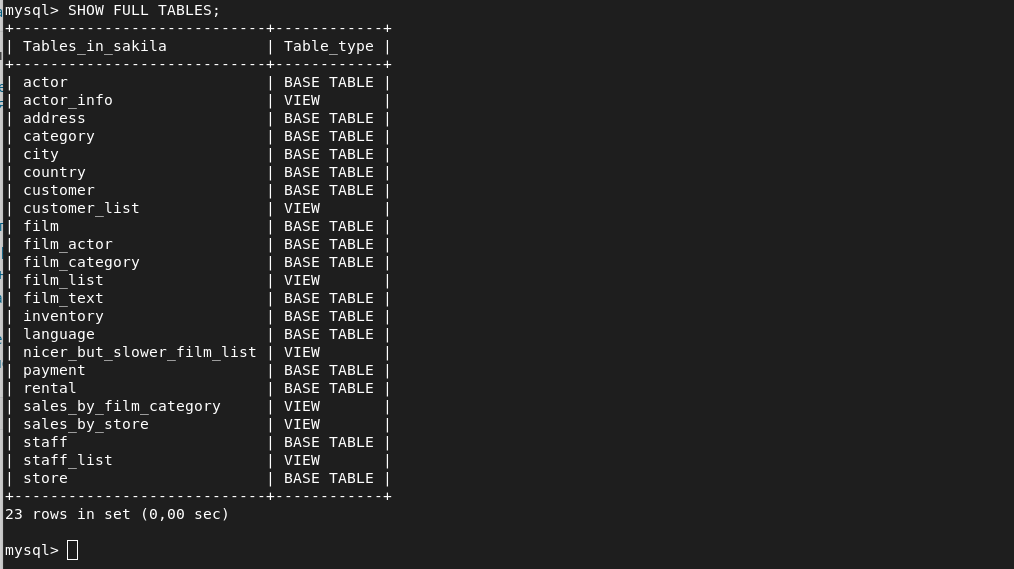 mysql> SHOW FULL TABLES;
+----------------------------+------------+
| Tables_in_sakila           | Table_type |
+----------------------------+------------+
| actor                      | BASE TABLE |
| actor_info                 | VIEW       |
| address                    | BASE TABLE |
| category                   | BASE TABLE |
| city                       | BASE TABLE |
| country                    | BASE TABLE |
| customer                   | BASE TABLE |
| customer_list              | VIEW       |
| film                       | BASE TABLE |
| film_actor                 | BASE TABLE |
| film_category              | BASE TABLE |
| film_list                  | VIEW       |
| film_text                  | BASE TABLE |
| inventory                  | BASE TABLE |
| language                   | BASE TABLE |
| nicer_but_slower_film_list | VIEW       |
| payment                    | BASE TABLE |
| rental                     | BASE TABLE |
| sales_by_film_category     | VIEW       |
| sales_by_store             | VIEW       |
| staff                      | BASE TABLE |
| staff_list                 | VIEW       |
| store                      | BASE TABLE |
+----------------------------+------------+
23 rows in set (0,00 sec)
mysql>